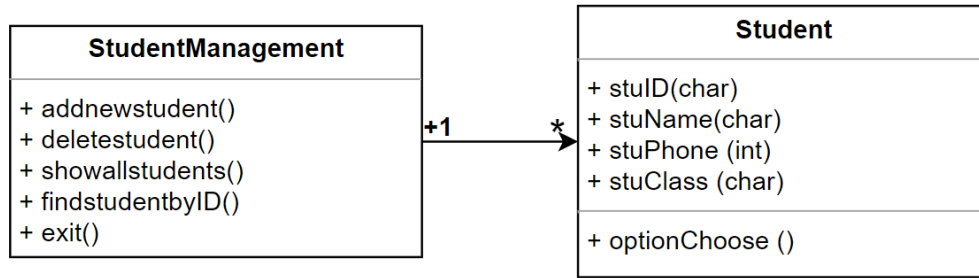 StudentManagement
+ addnewstudent()
+ deletestudent()
+ showallstudents()
+ findstudentbyID()
+ exit()
+1
*
Student
+ stuID(char)
+ stuName(char)
+ stuPhone (int)
+ stuClass (char)
+ optionChoose ()